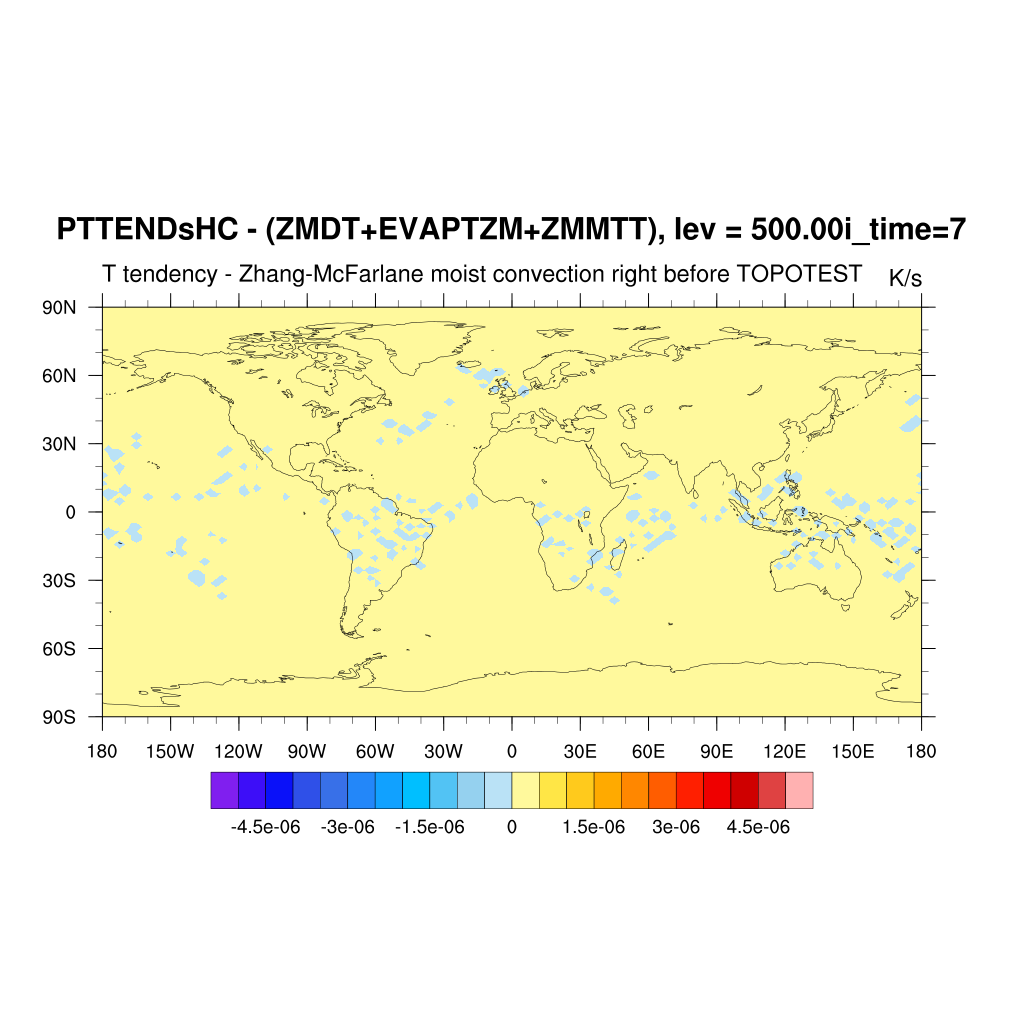 PTTENDsHC - (ZMDT+EVAPTZM+ZMMTT), lev = 500.00i_time=7
T tendency - Zhang-McFarlane moist convection right before TOPOTEST K/s
90N
60N
30N
0
30S
60S
90S
180 150W 120W 90W 60W 30W 0 30E 60E 90E 120E 150E 180
-4.5e-06 -3e-06 -1.5e-06 0 1.5e-06 3e-06 4.5e-06